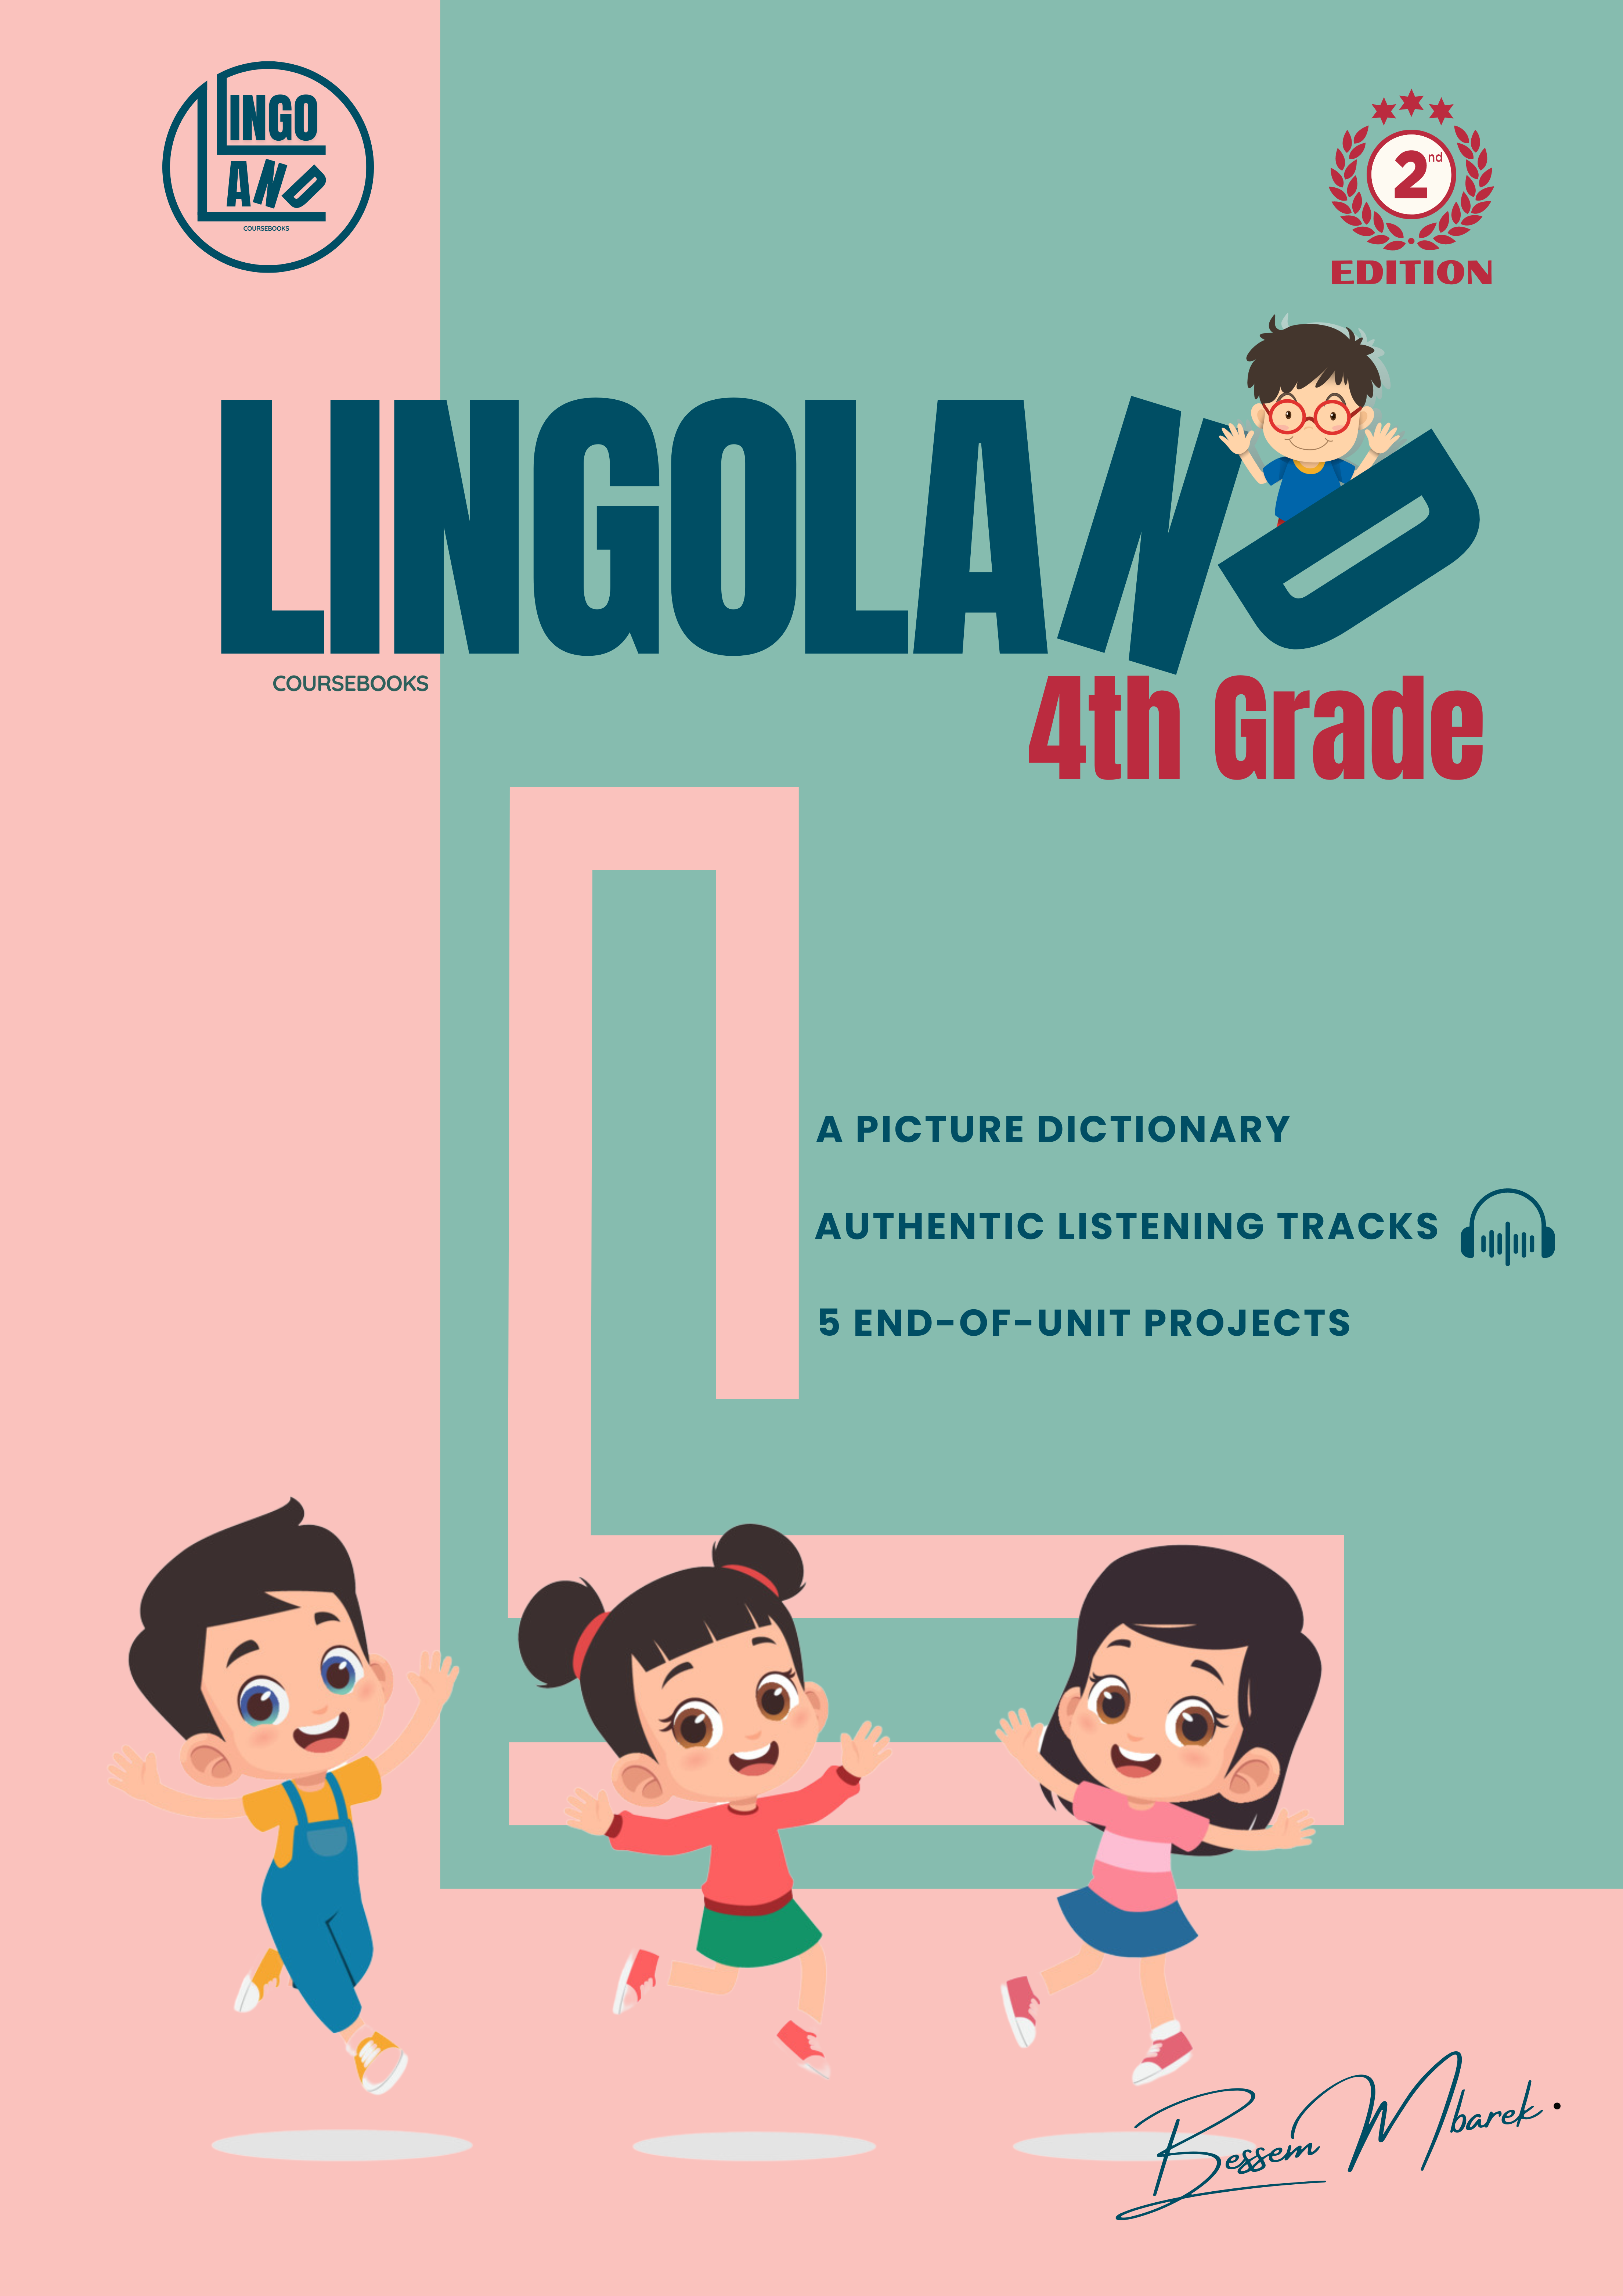 LINGO
LAND
COURSEBOOKS
2nd
EDITION
LINGOLAND
COURSEBOOKS
4th Grade
A PICTURE DICTIONARY
AUTHENTIC LISTENING TRACKS
5 END-OF-UNIT PROJECTS
Bessem Mbarek